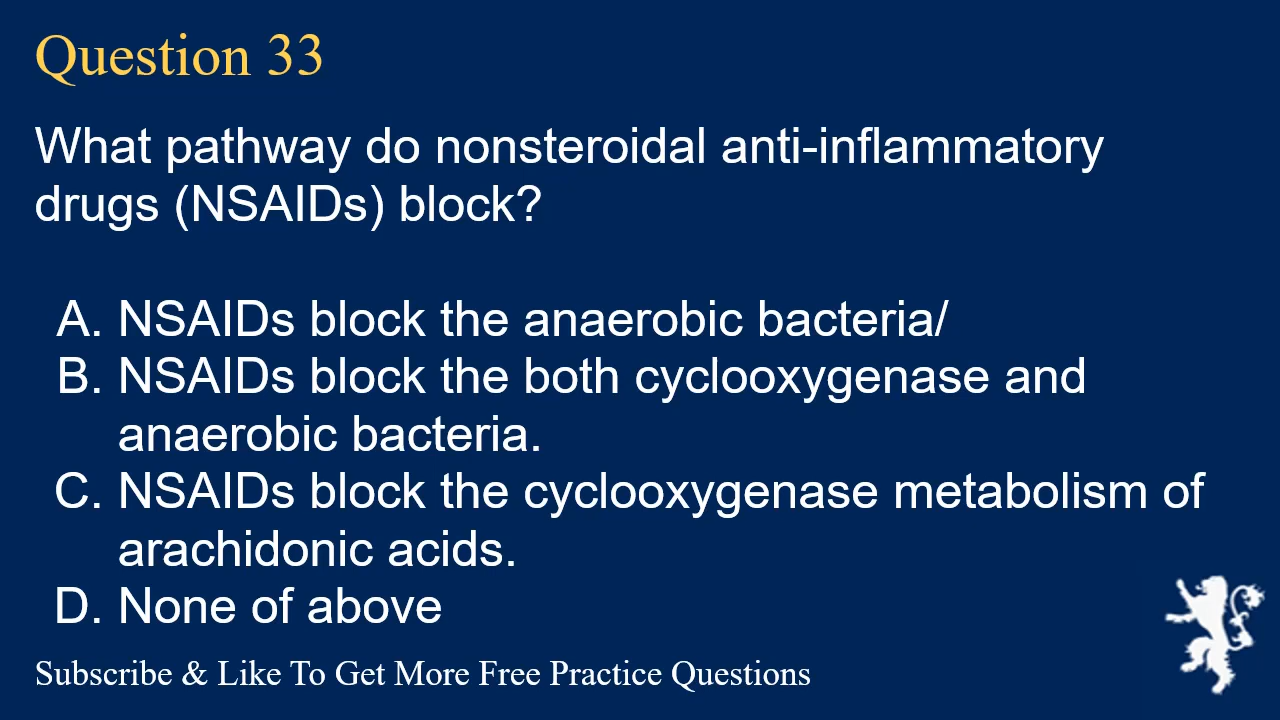 Question 33
What pathway do nonsteroidal anti-inflammatory
drugs (NSAIDs) block?
A. NSAIDs block the anaerobic bacteria/
B. NSAIDs block the both cyclooxygenase and
anaerobic bacteria.
C. NSAIDs block the cyclooxygenase metabolism of
arachidonic acids.
D. None of above
Subscribe & Like To Get More Free Practice Questions